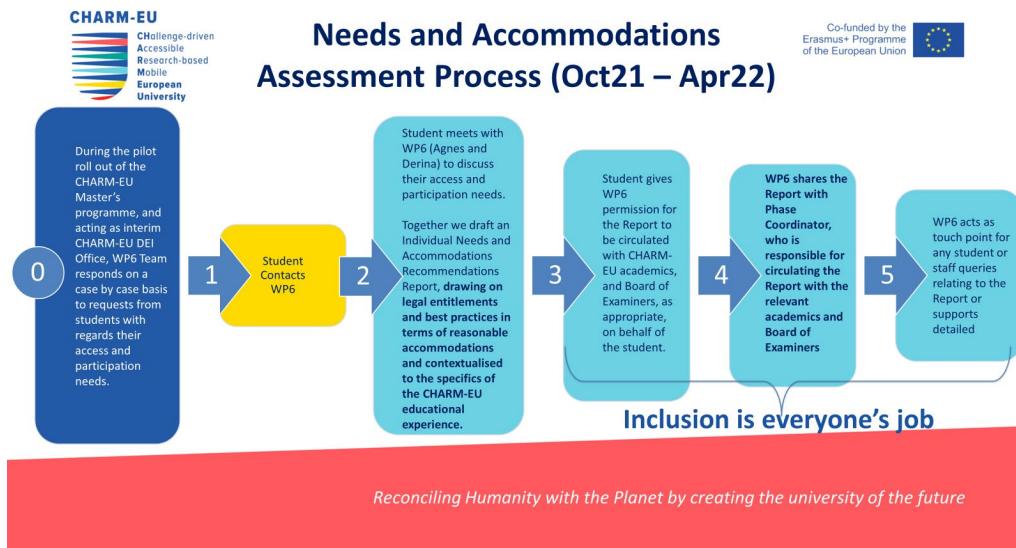 CHARM-EU
CHallenge-driven
Accessible
Research-based
Mobile
European
University
Needs and Accommodations
Assessment Process (Oct21 – Apr22)
Co-funded by the
Erasmus+ Programme
of the European Union
0
During the pilot
roll out of the
CHARM-EU
Master's
programme, and
acting as interim
CHARM-EU DEI
Office, WP6 Team
responds on a
case by case basis
to requests from
students with
regards their
access and
participation
needs.
1
Student
Contacts
WP6
2
Student meets with
WP6 (Agnes and
Derina) to discuss
their access and
participation needs.
Together we draft an
Individual Needs and
Accommodations
Recommendations
Report, drawing on
legal entitlements
and best practices in
terms of reasonable
accommodations
and contextualised
to the specifics of
the CHARM-EU
educational
experience.
3
Student gives
WP6
permission for
the Report to be
circulated with
CHARM-
EU academics,
and Board of
Examiners, as
appropriate,
on behalf of
the student.
4
WP6 shares the
Report with
Phase
Coordinator,
who is
responsible for
circulating the
Report with the
relevant
academics and
Board of
Examiners
5
WP6 acts as
touch point for
any student or
staff queries
relating to the
Report or
supports
detailed
Inclusion is everyone's job
Reconciling Humanity with the Planet by creating the university of the future